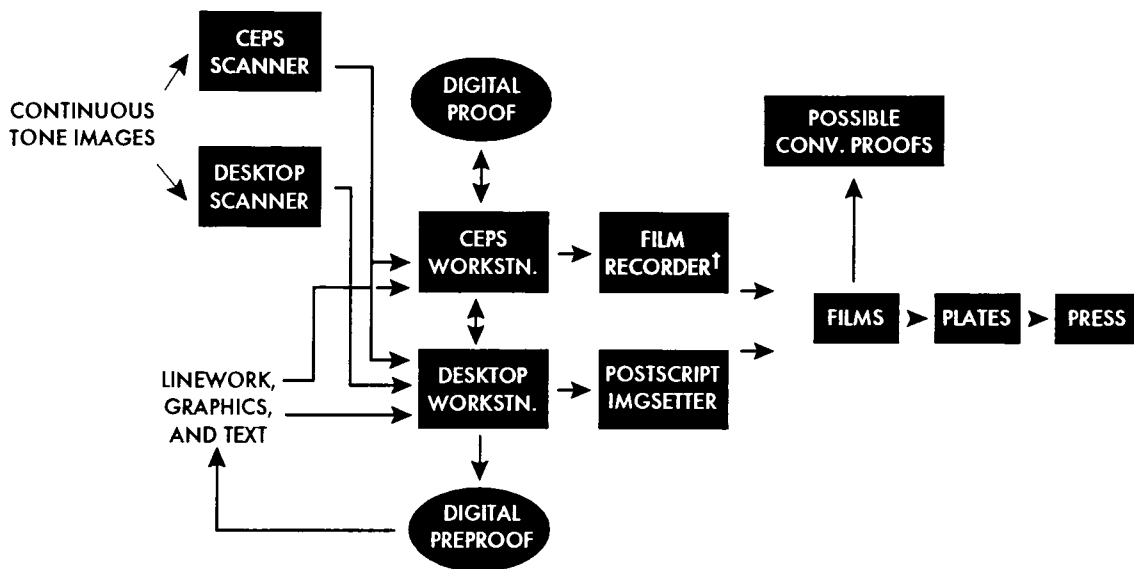 CEPS
SCANNER
CONTINUOUS
TONE IMAGES
DESKTOP
SCANNER
DIGITAL
PROOF
POSSIBLE
CONV. PROOFS
CEPS
WORKSTN.
FILM
RECORDER†
FILMS
PLATES
PRESS
LINEWORK,
GRAPHICS,
AND TEXT
DESKTOP
WORKSTN.
POSTSCRIPT
IMGSETTER
DIGITAL
PREPROOF